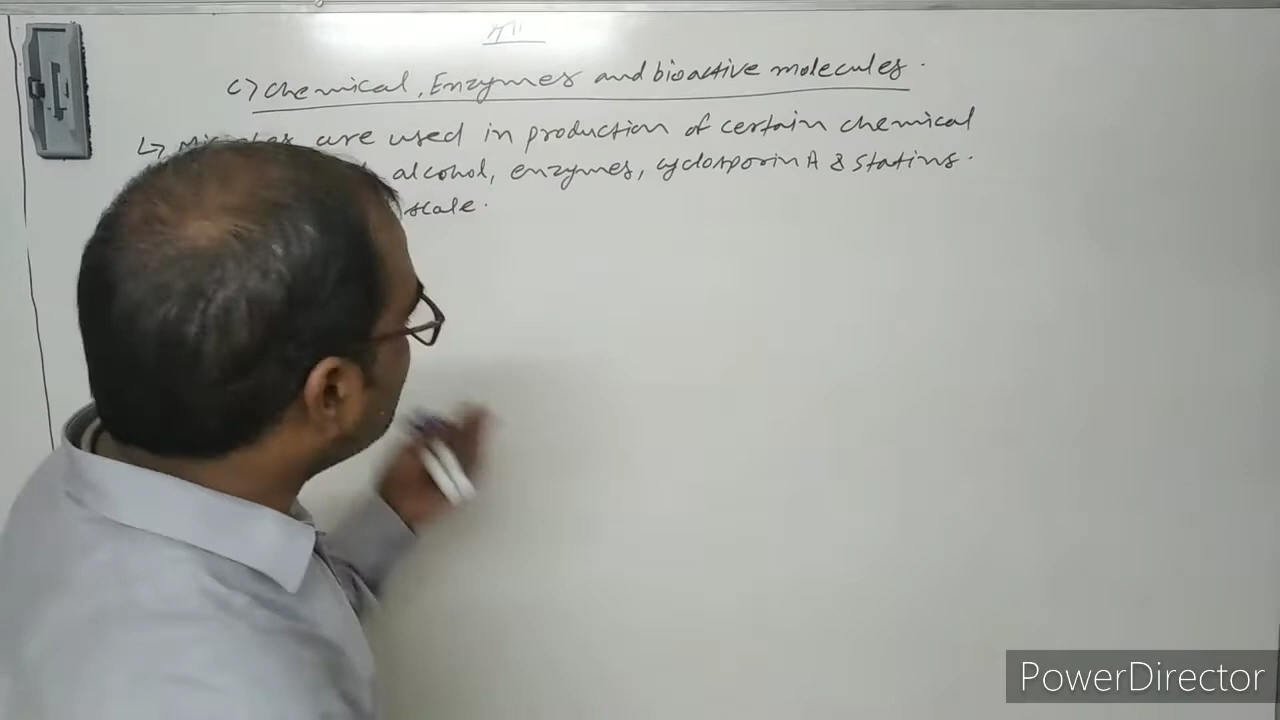 c) Chemical, Enzymes and bioactive molecules.
↳ are used in production of certain chemical
alcohol, enzymes, cyclosporin A & statins.
scale.
PowerDirector